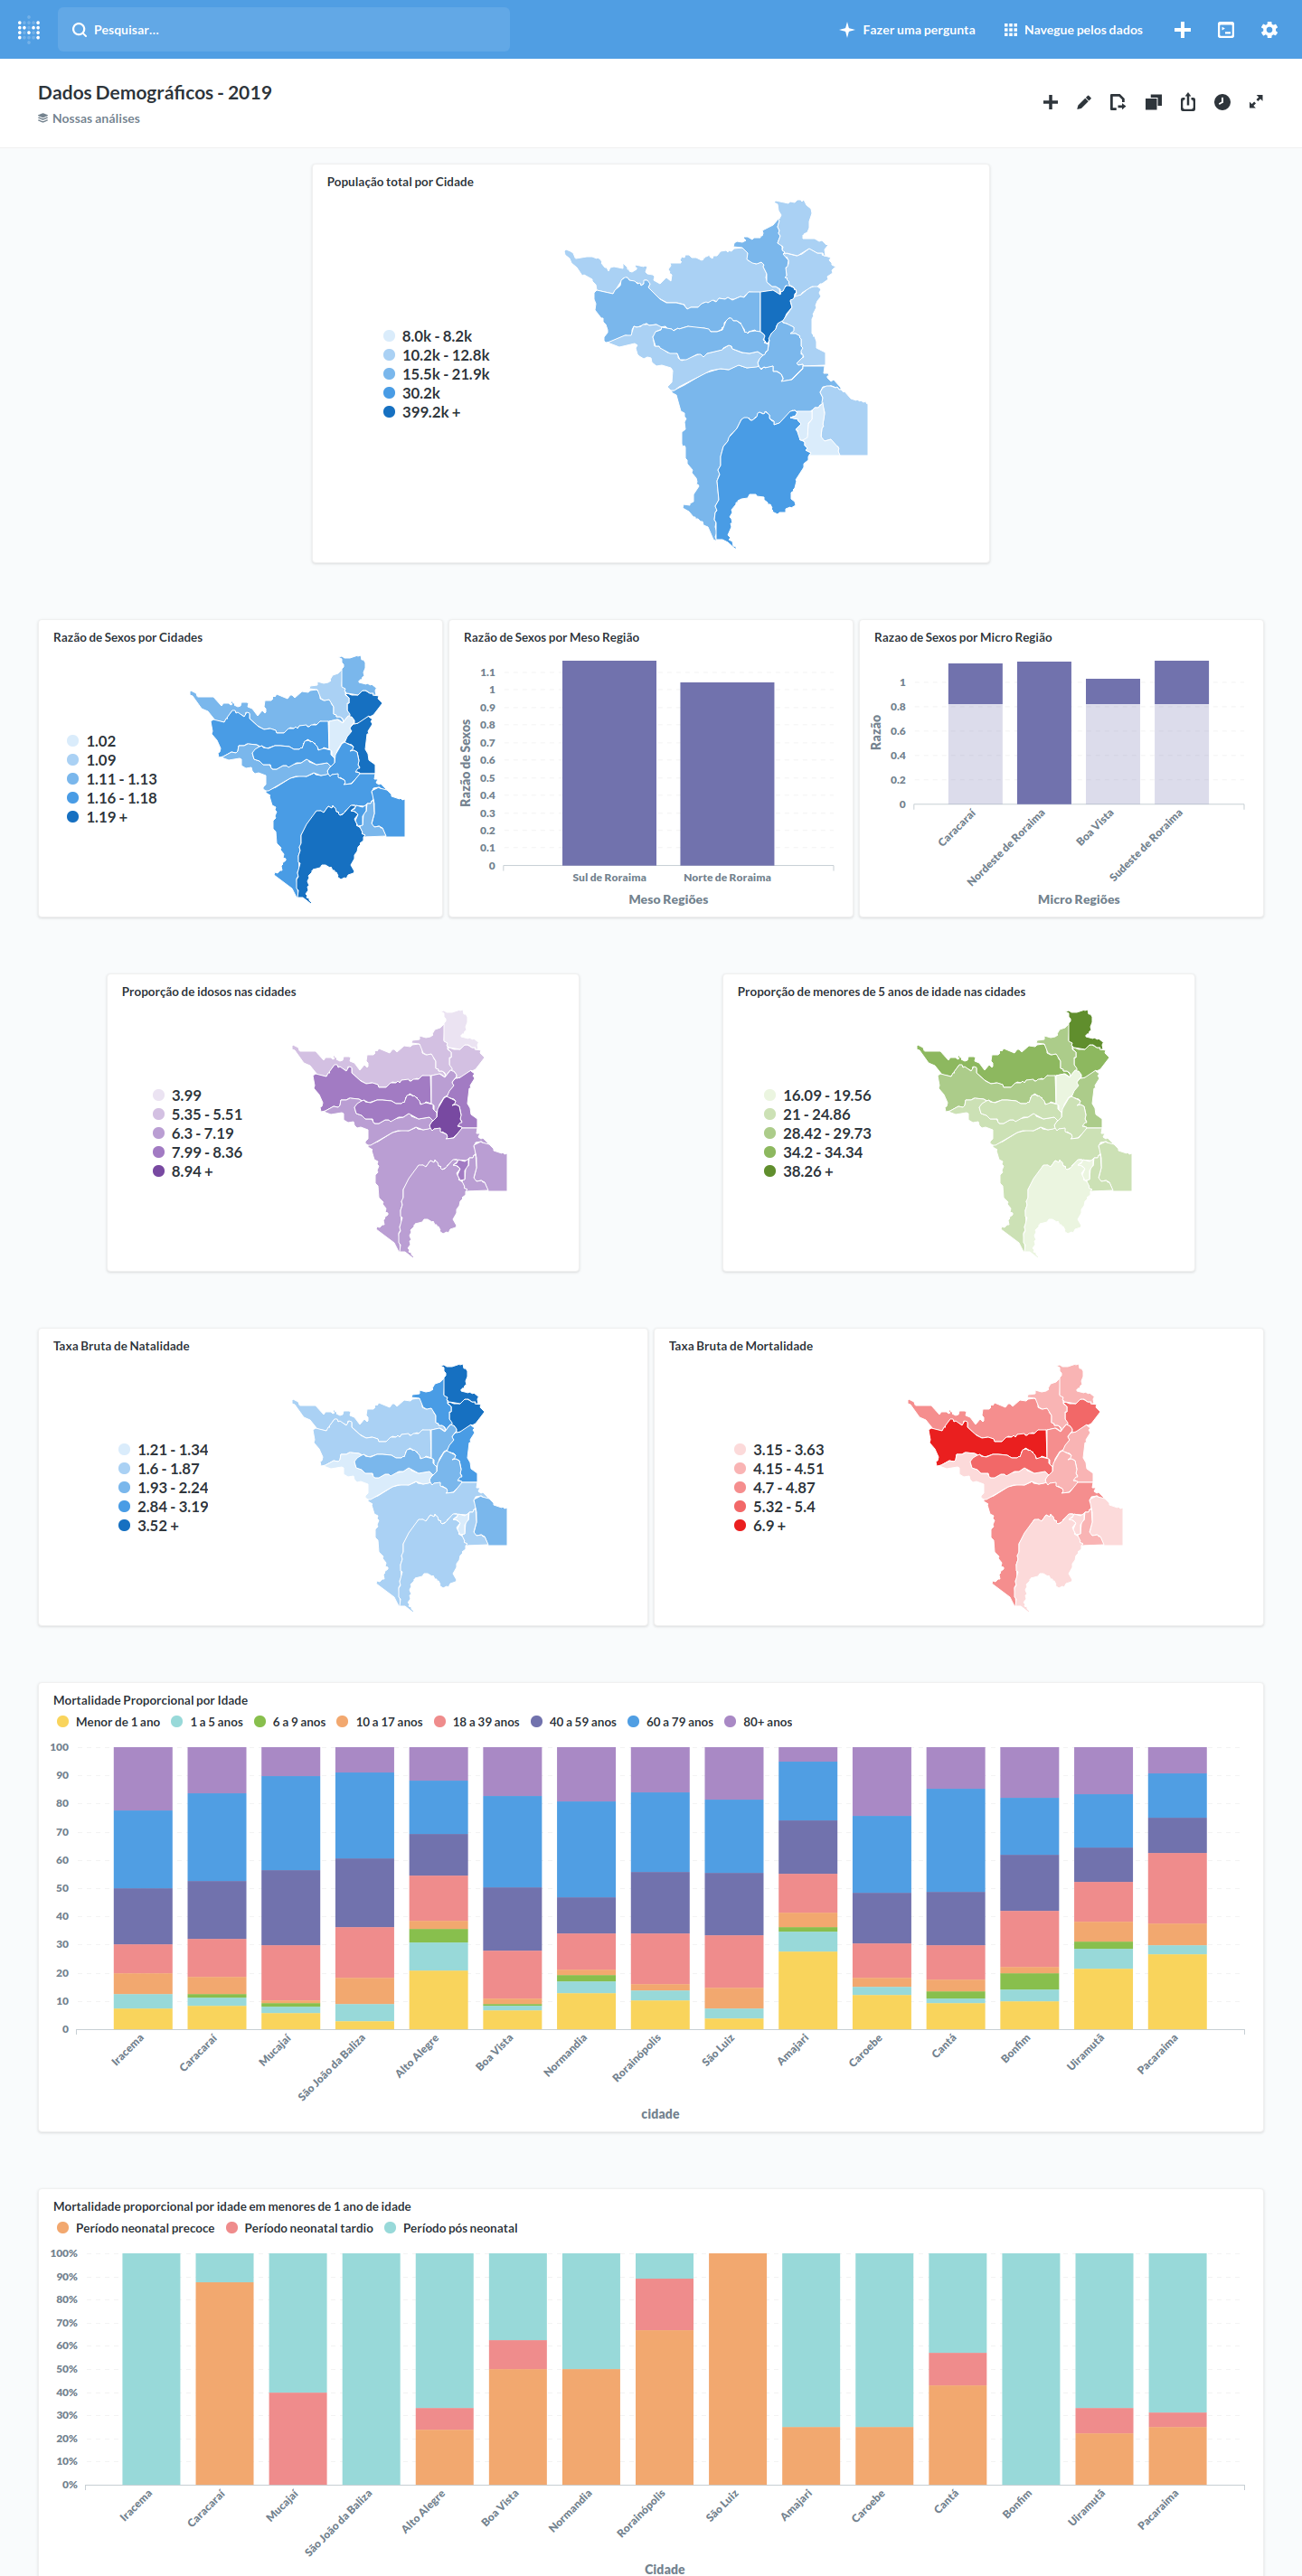 Pesquisar...
Fazer uma pergunta
Navegue pelos dados
Dados Demográficos - 2019
Nossas análises
População total por Cidade
8.0k - 8.2k
10.2k - 12.8k
15.5k - 21.9k
30.2k
399.2k +
Razão de Sexos por Cidades
1.02
1.09
1.11 - 1.13
1.16 - 1.18
1.19 +
Razão de Sexos por Meso Região
Razão de Sexos
1.1
1
0.9
0.8
0.7
0.6
0.5
0.4
0.3
0.2
0.1
0
Sul de Roraima
Norte de Roraima
Meso Regiões
Razao de Sexos por Micro Região
Razão
1
0.8
0.6
0.4
0.2
0
Caracaraí
Nordeste de Roraima
Boa Vista
Sudeste de Roraima
Micro Regiões
Proporção de idosos nas cidades
3.99
5.35 - 5.51
6.3 - 7.19
7.99 - 8.36
8.94 +
Proporção de menores de 5 anos de idade nas cidades
16.09 - 19.56
21 - 24.86
28.42 - 29.73
34.2 - 34.34
38.26 +
Taxa Bruta de Natalidade
1.21 - 1.34
1.6 - 1.87
1.93 - 2.24
2.84 - 3.19
3.52 +
Taxa Bruta de Mortalidade
3.15 - 3.63
4.15 - 4.51
4.7 - 4.87
5.32 - 5.4
6.9 +
Mortalidade Proporcional por Idade
Menor de 1 ano
1 a 5 anos
6 a 9 anos
10 a 17 anos
18 a 39 anos
40 a 59 anos
60 a 79 anos
80+ anos
100
90
80
70
60
50
40
30
20
10
0
Iracema
Caracaraí
Mucajaí
São João da Baliza
Alto Alegre
Boa Vista
Normandia
Rorainópolis
São Luiz
Amajari
Caroebe
Cantá
Bonfim
Uiramutã
Pacaraima
cidade
Mortalidade proporcional por idade em menores de 1 ano de idade
Período neonatal precoce
Período neonatal tardio
Período pós neonatal
100%
90%
80%
70%
60%
50%
40%
30%
20%
10%
0%
Iracema
Caracaraí
Mucajaí
São João da Baliza
Alto Alegre
Boa Vista
Normandia
Rorainópolis
São Luiz
Amajari
Caroebe
Cantá
Bonfim
Uiramutã
Pacaraima
Cidade